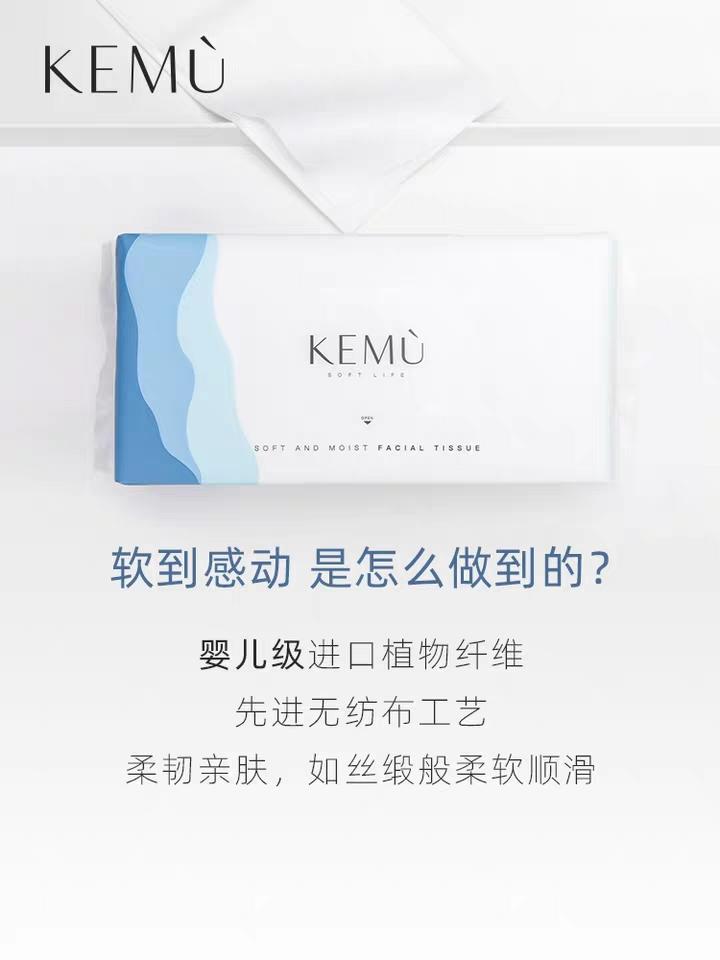 KEMÙ
KEMÙ
SOFT LIFE
OPEN
SOFT AND MOIST FACIAL TISSUE
软到感动 是怎么做到的？
婴儿级进口植物纤维
先进无纺布工艺
柔韧亲肤，如丝缎般柔软顺滑